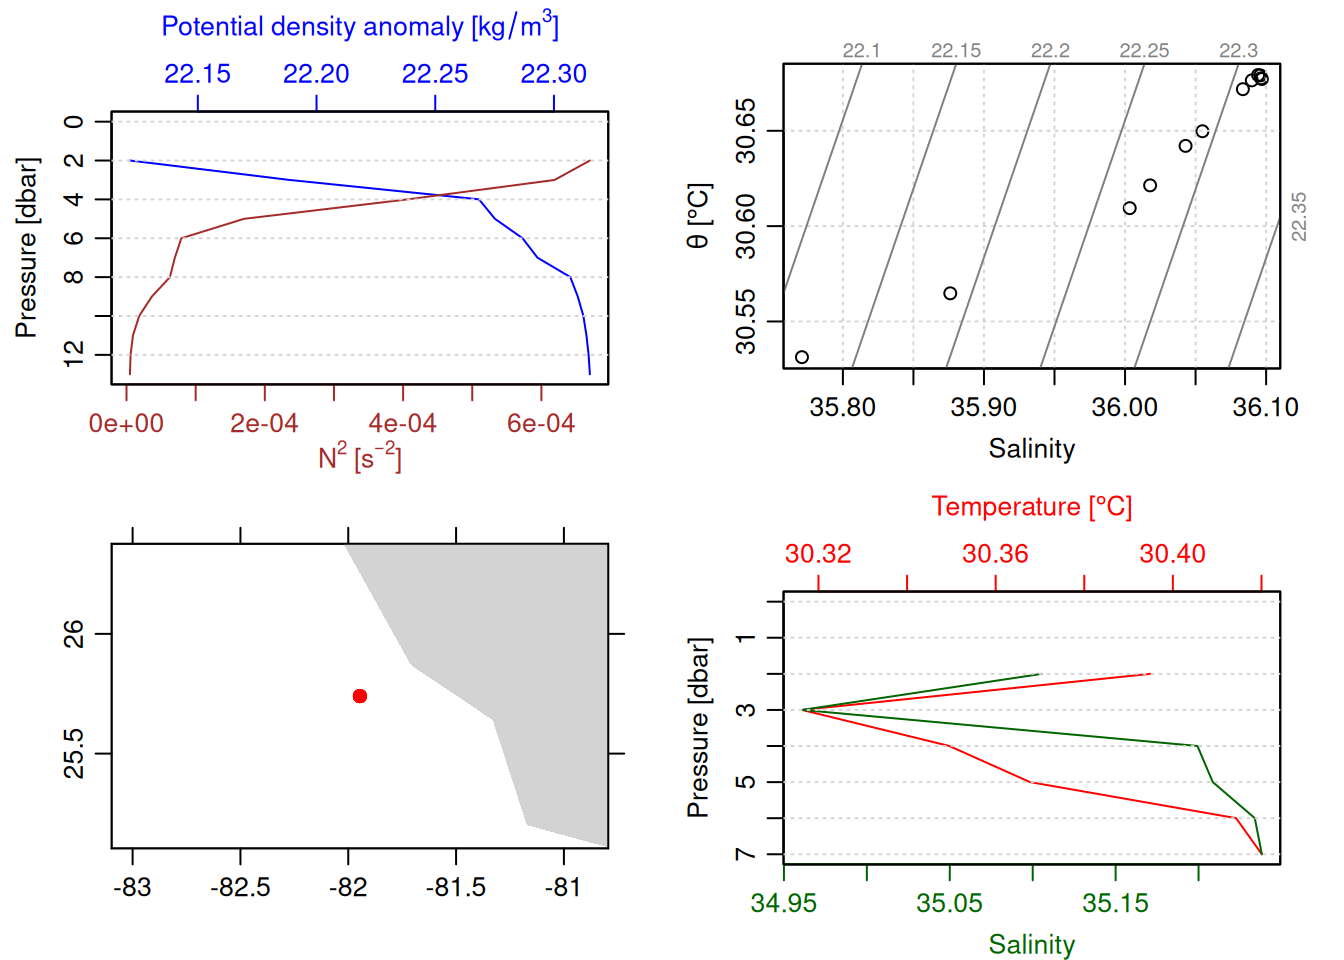 Potential density anomaly [kg/m³]
22.15 22.20 22.25 22.30
0
2
4
6
8
12
Pressure [dbar]
0e+00 2e-04 4e-04 6e-04
N² [s⁻²]
22.1 22.15 22.2 22.25 22.3
22.35
30.65
30.60
30.55
θ [°C]
35.80 35.90 36.00 36.10
Salinity
26
25.5
-83 -82.5 -82 -81.5 -81
Temperature [°C]
30.32 30.36 30.40
1
3
5
7
Pressure [dbar]
34.95 35.05 35.15
Salinity